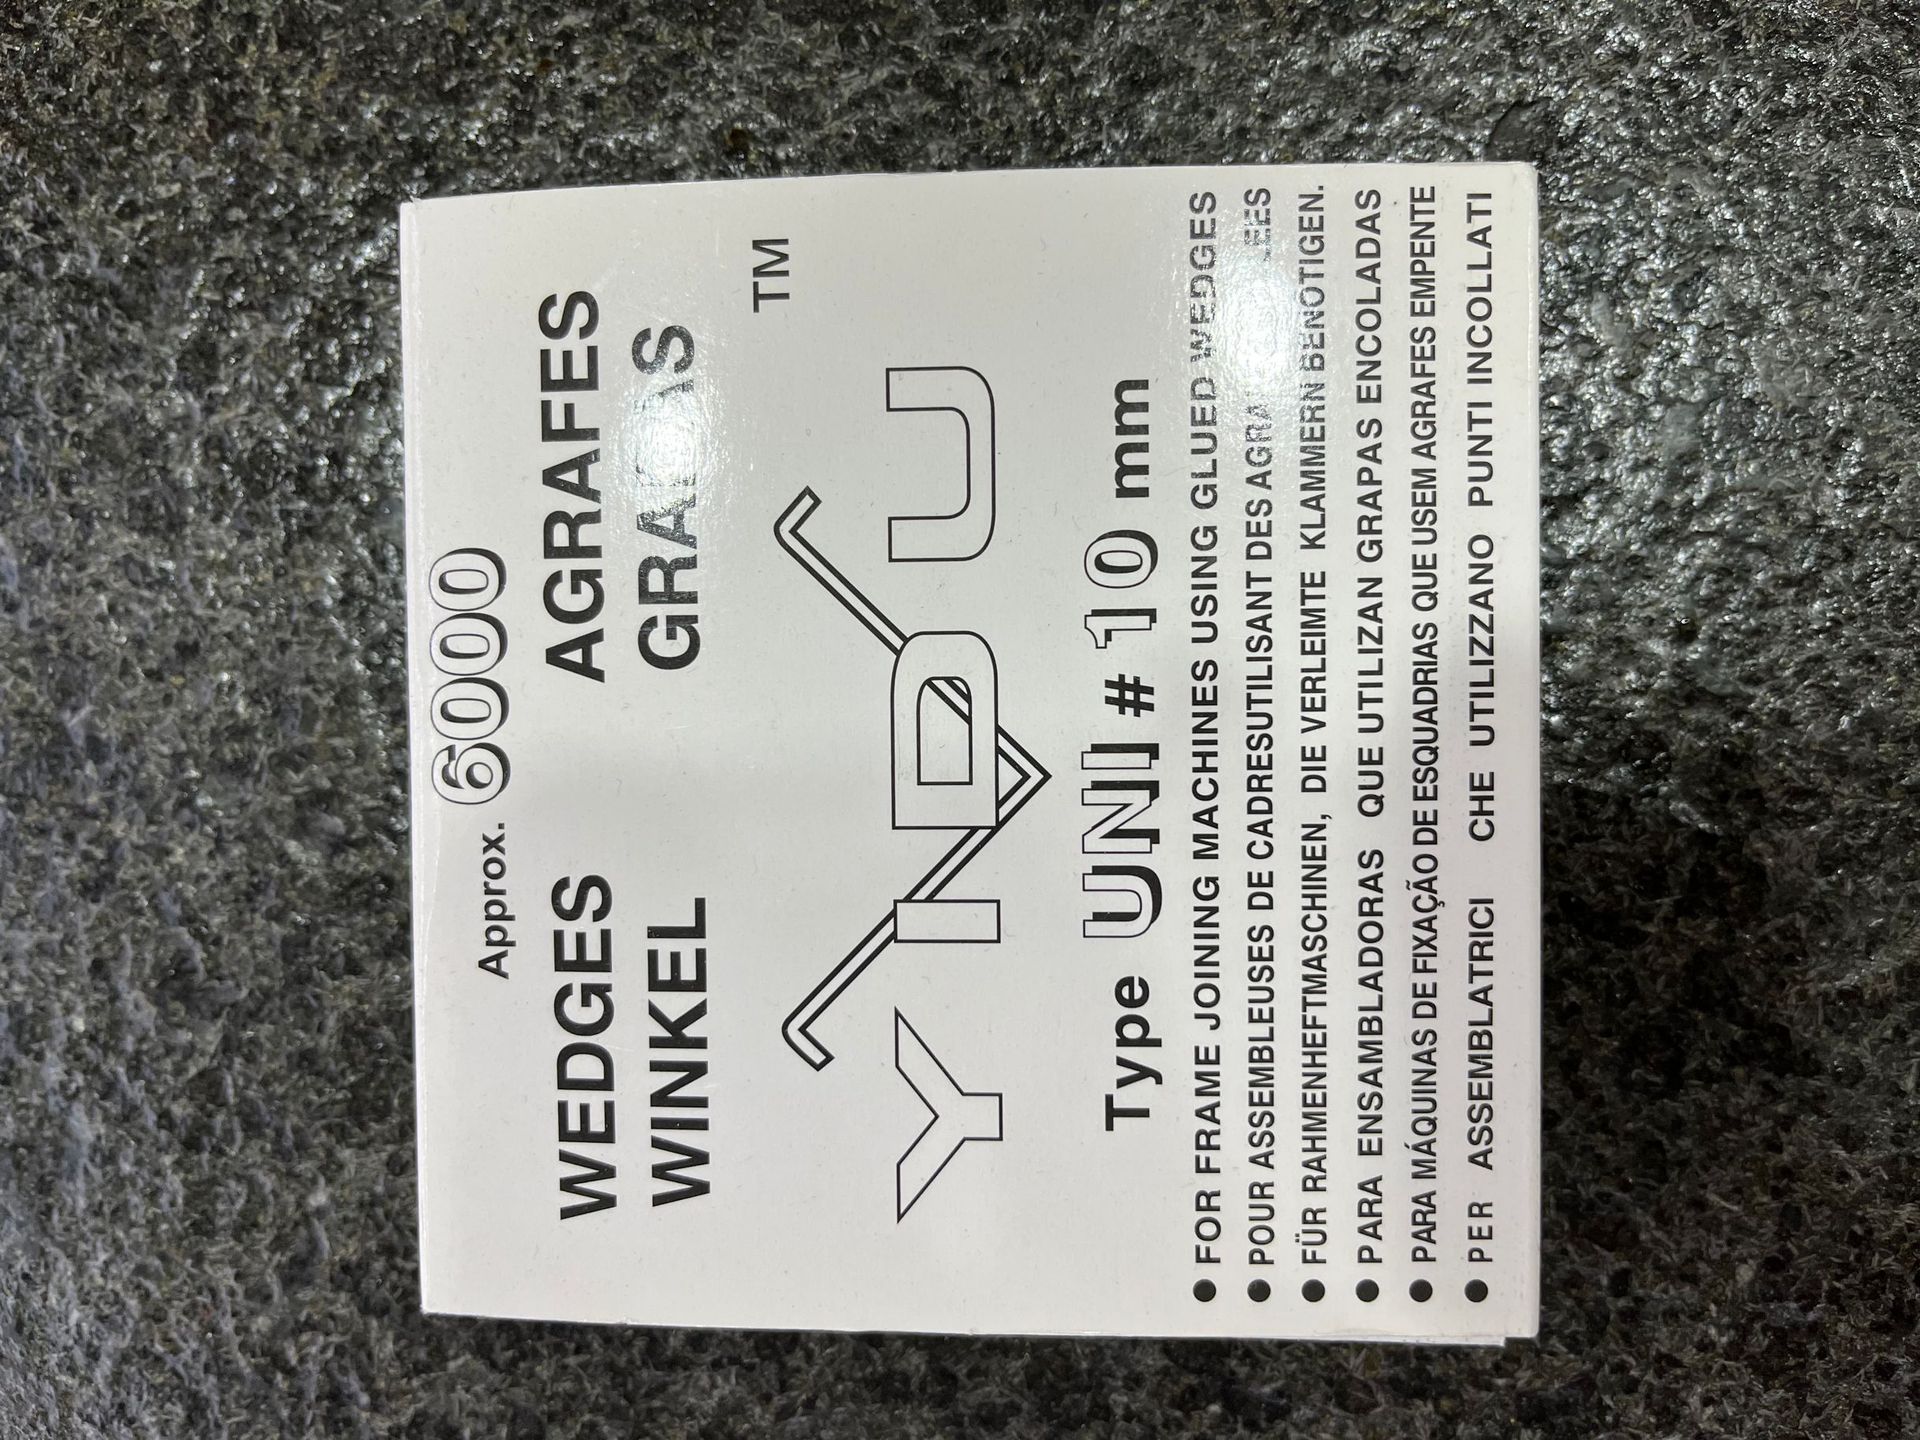 Approx. 6000
WEDGES AGRAFES
WINKEL GRAPAS
TM
YIDU
Type UNI # 10 mm
● FOR FRAME JOINING MACHINES USING GLUED WEDGES
● POUR ASSEMBLEUSES DE CADRESUTILISANT DES
● FÜR RAHMENHEFTMASCHINEN, DIE VERLEIMTE KLAMMERN BENOTIGEN.
● PARA ENSAMBLADORAS QUE UTILIZAN GRAPAS ENCOLADAS
● PARA MÁQUINAS DE FIXAÇÃO DE ESQUADRIAS QUE USEM AGRAFES EMPENTE
● PER ASSEMBLATRICI CHE UTILIZZANO PUNTI INCOLLATI